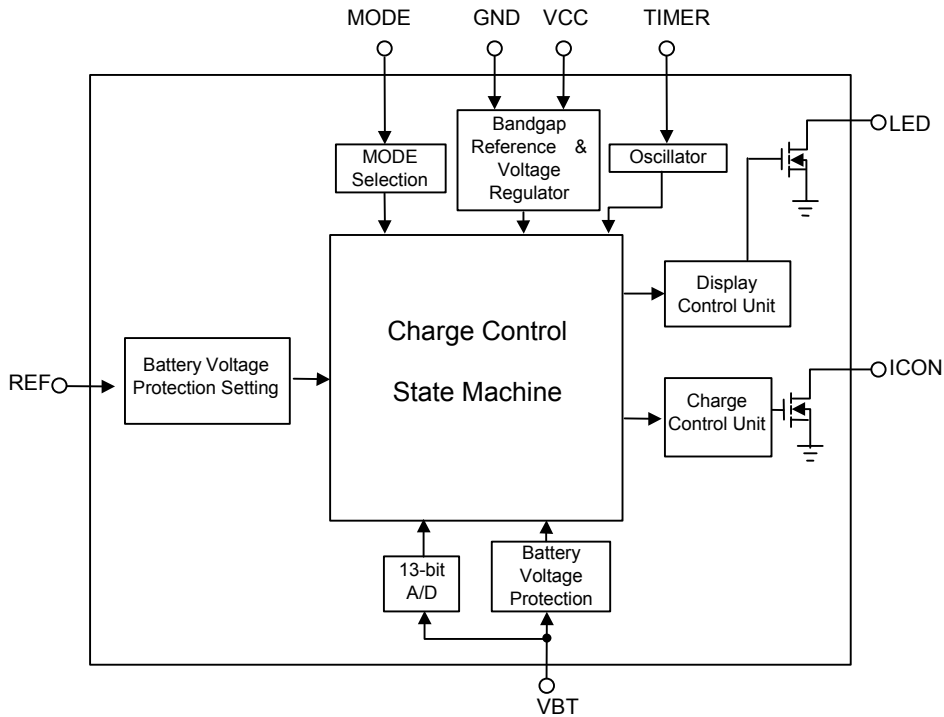 MODE
GND
VCC
TIMER
LED
MODE
Selection
Bandgap
Reference &
Voltage
Regulator
Oscillator
Display
Control Unit
Charge Control
State Machine
REF
Battery Voltage
Protection Setting
ICON
Charge
Control Unit
13-bit
A/D
Battery
Voltage
Protection
VBT